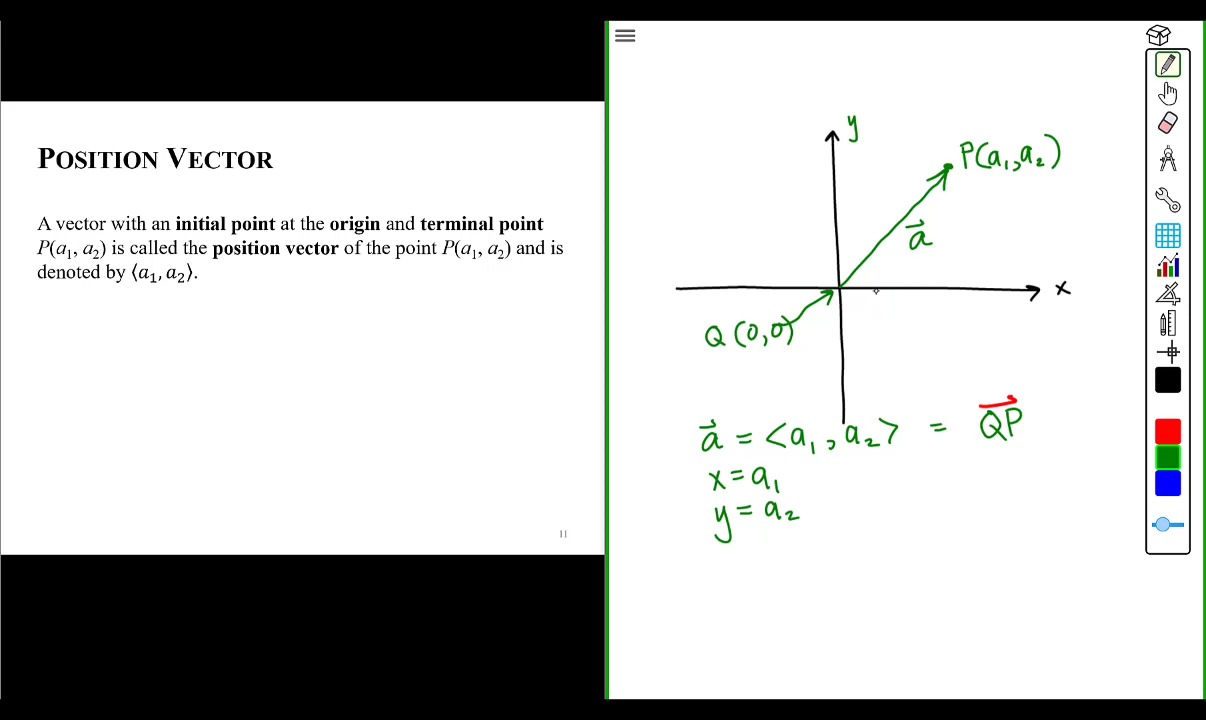 POSITION VECTOR
A vector with an initial point at the origin and terminal point
P(a₁, a₂) is called the position vector of the point P(a₁, a₂) and is
denoted by ⟨a₁, a₂⟩.
11
y
P(a₁, a₂)
a⃗
x
Q (0,0)
a⃗ = <a₁, a₂> = Q⃗P⃗
x = a₁
y = a₂